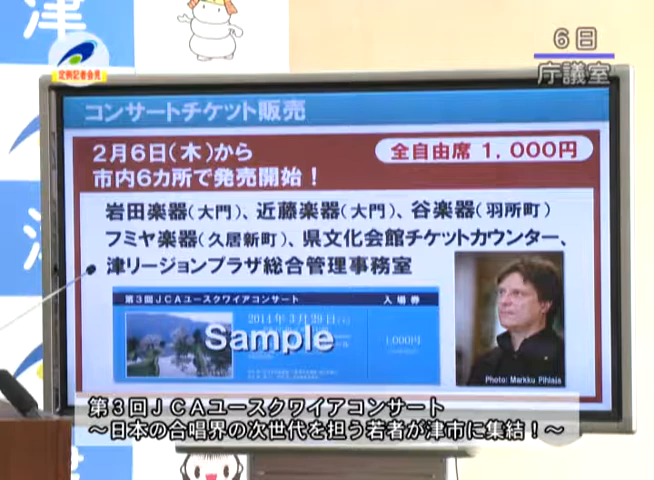 津
定例記者会見
6日
庁議室
コンサートチケット販売
2月6日(木)から
市内6カ所で発売開始!
全自由席 1,000円
岩田楽器(大門)、近藤楽器(大門)、谷楽器(羽所町)
フミヤ楽器(久居新町)、県文化会館チケットカウンター、
津リージョンプラザ総合管理事務室
第3回JCAユースクワイアコンサート 入場券
2014年3月29日
Sample
1,000円
Photo: Markku Pihlaja
第3回JCAユースクワイアコンサート
~日本の合唱界の次世代を担う若者が津市に集結!~
津